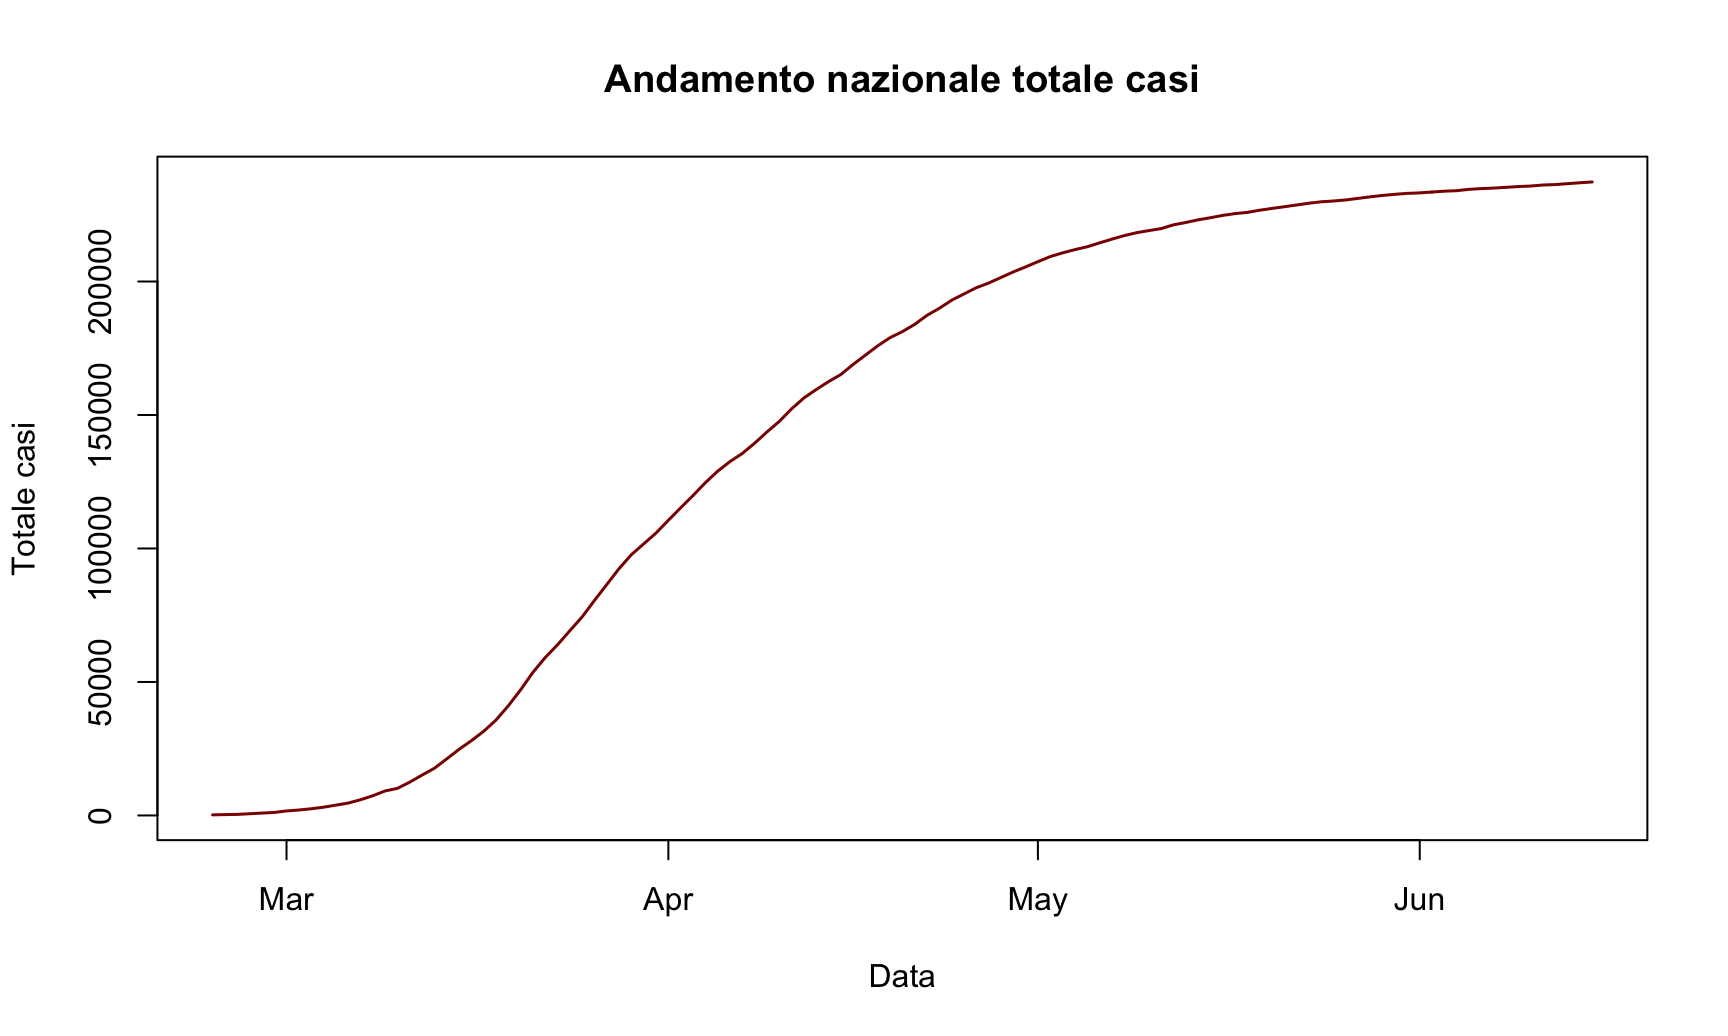 Andamento nazionale totale casi
Totale casi
200000
150000
100000
50000
0
Mar Apr May Jun
Data